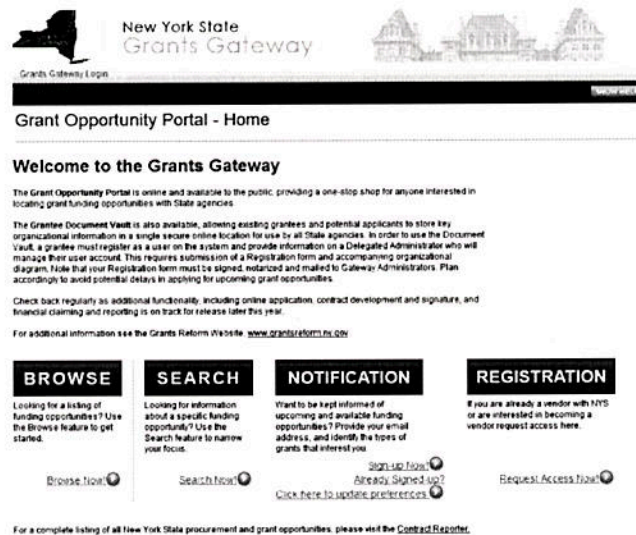 New York State
Grants Gateway
Grants Gateway Login
SHOW HELP
Grant Opportunity Portal - Home
Welcome to the Grants Gateway
The Grant Opportunity Portal is online and available to the public, providing a one-stop shop for anyone interested in
locating grant funding opportunities with State agencies.
The Grantee Document Vault is also available, allowing existing grantees and potential applicants to store key
organizational information in a single secure online location for use by all State agencies. In order to use the Document
Vault, a grantee must register as a user on the system and provide information on a Delegated Administrator who will
manage their user account. This requires submission of a Registration form and accompanying organizational
diagram. Note that your Registration form must be signed, notarized and mailed to Gateway Administrators. Plan
accordingly to avoid potential delays in applying for upcoming grant opportunities.
Check back regularly as additional functionality, including online application, contract development and signature, and
financial claiming and reporting is on track for release later this year.
For additional information see the Grants Reform Website, www.grantsreform.ny.gov
BROWSE
Looking for a listing of
funding opportunities? Use
the Browse feature to get
started.
Browse Now!
SEARCH
Looking for information
about a specific funding
opportunity? Use the
Search feature to narrow
your focus.
Search Now!
NOTIFICATION
Want to be kept informed of
upcoming and available funding
opportunities? Provide your email
address, and identify the types of
grants that interest you.
Sign-up Now!
Already Signed-up?
Click here to update preferences
REGISTRATION
If you are already a vendor with NYS
or are interested in becoming a
vendor request access here.
Request Access Now!
For a complete listing of all New York State procurement and grant opportunities, please visit the Contract Reporter.